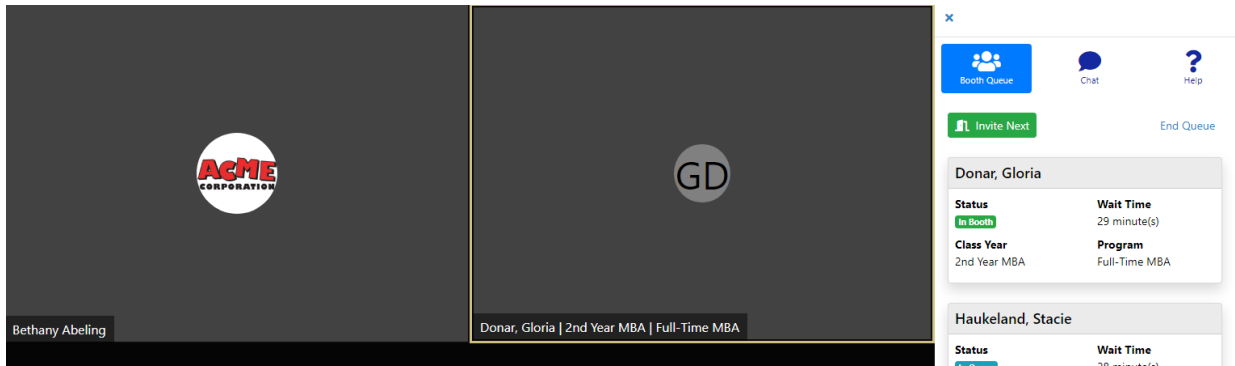 ACME
CORPORATION
Bethany Abeling
GD
Donar, Gloria | 2nd Year MBA | Full-Time MBA
×
Booth Queue
Chat
?
Help
Invite Next
End Queue
Donar, Gloria
Status
Wait Time
In Booth
29 minute(s)
Class Year
Program
2nd Year MBA
Full-Time MBA
Haukeland, Stacie
Status
Wait Time
28 minute(s)